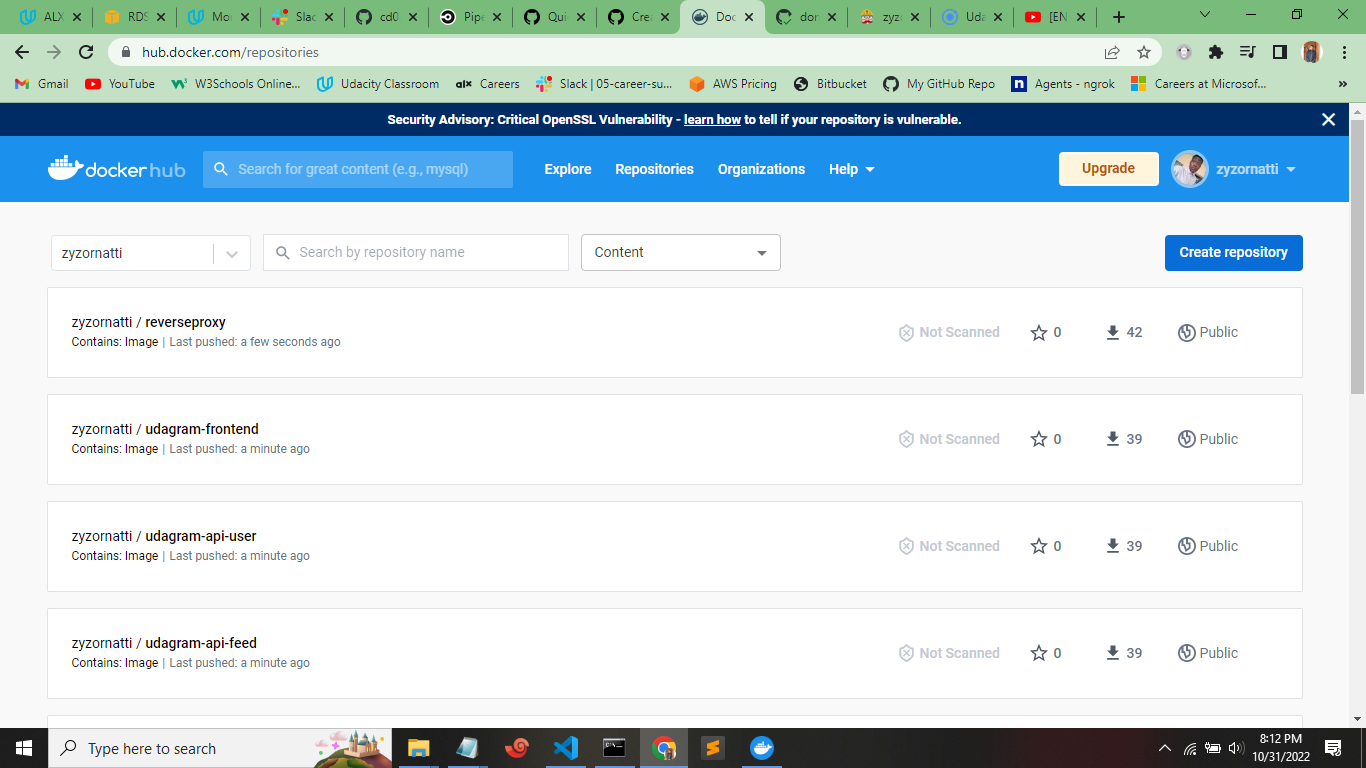 ALX
RDS
Mor
Slac
cd0
Pipe
Qui
Crea
Doc
dor
zyzo
Uda
[EN
hub.docker.com/repositories
Gmail YouTube W3Schools Online... Udacity Classroom alx Careers Slack | 05-career-su... AWS Pricing Bitbucket My GitHub Repo n Agents - ngrok Careers at Microsof... »
Security Advisory: Critical OpenSSL Vulnerability - learn how to tell if your repository is vulnerable.
docker hub Search for great content (e.g., mysql) Explore Repositories Organizations Help Upgrade zyzornatti
zyzornatti Search by repository name Content Create repository
zyzornatti / reverseproxy
Contains: Image | Last pushed: a few seconds ago
Not Scanned 0 42 Public
zyzornatti / udagram-frontend
Contains: Image | Last pushed: a minute ago
Not Scanned 0 39 Public
zyzornatti / udagram-api-user
Contains: Image | Last pushed: a minute ago
Not Scanned 0 39 Public
zyzornatti / udagram-api-feed
Contains: Image | Last pushed: a minute ago
Not Scanned 0 39 Public
Type here to search
8:12 PM
10/31/2022